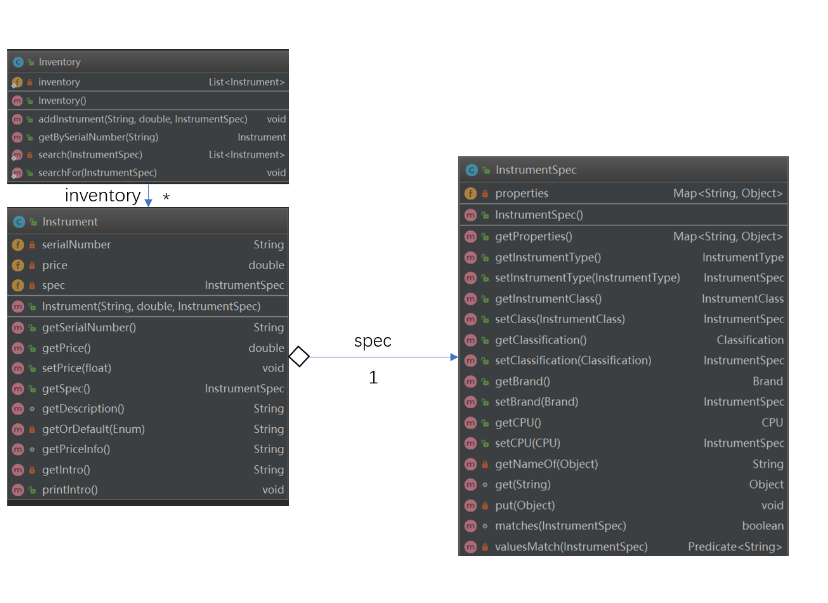 Inventory
inventory List<Instrument>
Inventory()
addInstrument(String, double, InstrumentSpec) void
getBySerialNumber(String) Instrument
search(InstrumentSpec) List<Instrument>
searchFor(InstrumentSpec) void
inventory *
Instrument
serialNumber String
price double
spec InstrumentSpec
Instrument(String, double, InstrumentSpec)
getSerialNumber() String
getPrice() double
setPrice(float) void
getSpec() InstrumentSpec
getDescription() String
getOrDefault(Enum) String
getPriceInfo() String
getIntro() String
printIntro() void
spec
1
InstrumentSpec
properties Map<String, Object>
InstrumentSpec()
getProperties() Map<String, Object>
getInstrumentType() InstrumentType
setInstrumentType(InstrumentType) InstrumentSpec
getInstrumentClass() InstrumentClass
setClass(InstrumentClass) InstrumentSpec
getClassification() Classification
setClassification(Classification) InstrumentSpec
getBrand() Brand
setBrand(Brand) InstrumentSpec
getCPU() CPU
setCPU(CPU) InstrumentSpec
getNameOf(Object) String
get(String) Object
put(Object) void
matches(InstrumentSpec) boolean
valuesMatch(InstrumentSpec) Predicate<String>